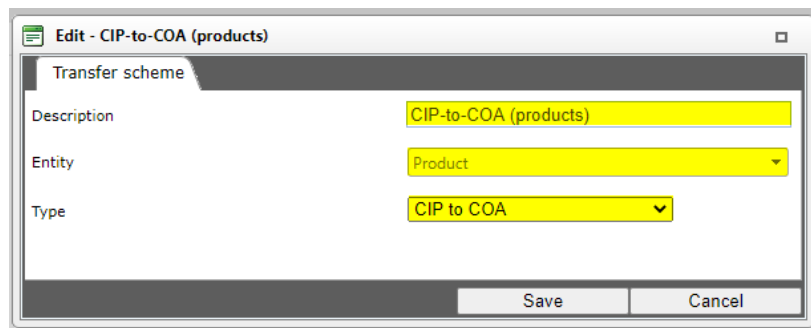 Edit - CIP-to-COA (products)
Transfer scheme
Description CIP-to-COA (products)
Entity Product
Type CIP to COA
Save Cancel